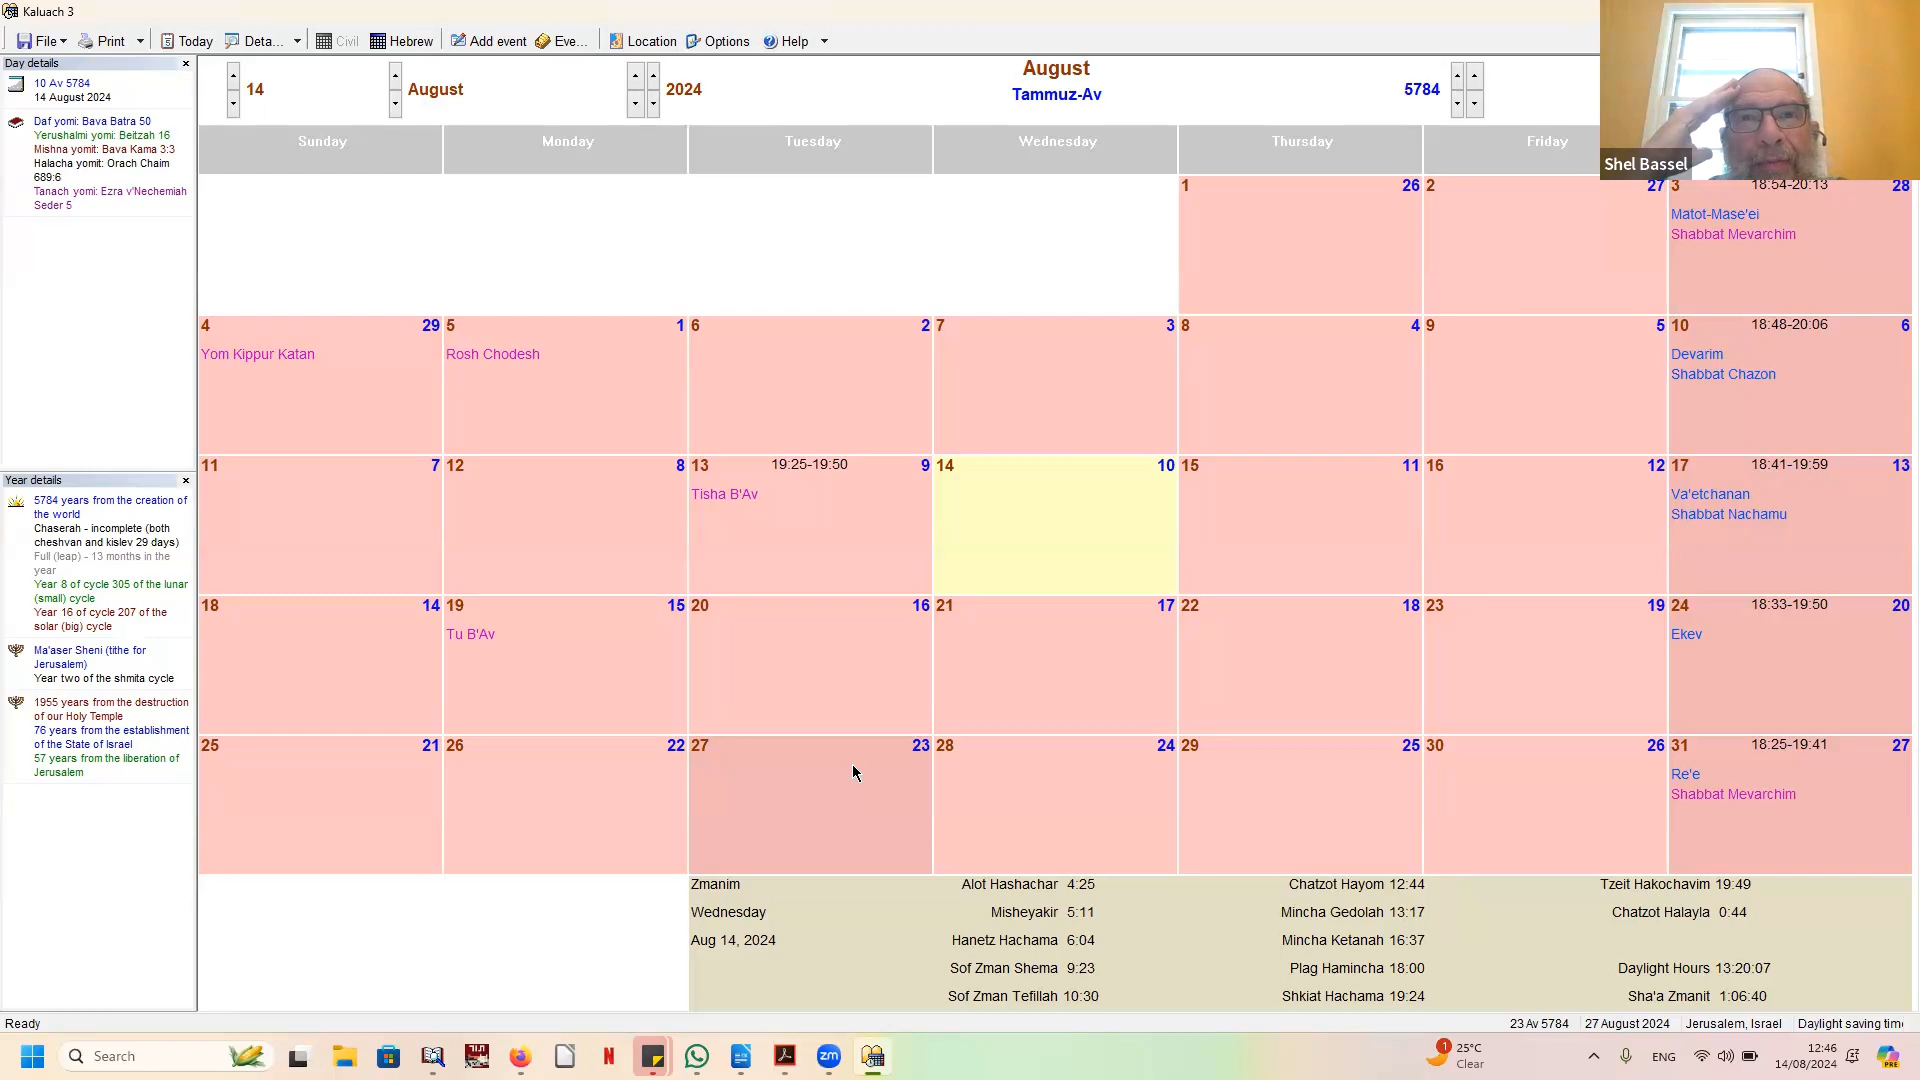 Kaluach 3
File Print Today Deta... Civil Hebrew Add event Eve... Location Options Help
Day details
10 Av 5784
14 August 2024
Daf yomi: Bava Batra 50
Yerushalmi yomi: Beitzah 16
Mishna yomit: Bava Kama 3:3
Halacha yomit: Orach Chaim
689:6
Tanach yomi: Ezra v'Nechemiah
Seder 5
Year details
5784 years from the creation of
the world
Chaserah - incomplete (both
cheshvan and kislev 29 days)
Full (leap) - 13 months in the
year
Year 8 of cycle 305 of the lunar
(small) cycle
Year 16 of cycle 207 of the
solar (big) cycle
Ma'aser Sheni (tithe for
Jerusalem)
Year two of the shmita cycle
1955 years from the destruction
of our Holy Temple
76 years from the establishment
of the State of Israel
57 years from the liberation of
Jerusalem
14 August 2024
August
Tammuz-Av
5784
Shel Bassel
Sunday Monday Tuesday Wednesday Thursday Friday
1 26 2 27 3 18:54-20:13 28
Matot-Mase'ei
Shabbat Mevarchim
4 29 5 1 6 2 7 3 8 4 9 5 10 18:48-20:06 6
Yom Kippur Katan Rosh Chodesh Devarim
Shabbat Chazon
11 7 12 8 13 19:25-19:50 9 14 10 15 11 16 12 17 18:41-19:59 13
Tisha B'Av Va'etchanan
Shabbat Nachamu
18 14 19 15 20 16 21 17 22 18 23 19 24 18:33-19:50 20
Tu B'Av Ekev
25 21 26 22 27 23 28 24 29 25 30 26 31 18:25-19:41 27
Re'e
Shabbat Mevarchim
Zmanim Alot Hashachar 4:25 Chatzot Hayom 12:44 Tzeit Hakochavim 19:49
Wednesday Misheyakir 5:11 Mincha Gedolah 13:17 Chatzot Halayla 0:44
Aug 14, 2024 Hanetz Hachama 6:04 Mincha Ketanah 16:37
Sof Zman Shema 9:23 Plag Hamincha 18:00 Daylight Hours 13:20:07
Sof Zman Tefillah 10:30 Shkiat Hachama 19:24 Sha'a Zmanit 1:06:40
Ready 23 Av 5784 27 August 2024 Jerusalem, Israel Daylight saving time
Search N zm 1 25°C ENG 12:46
Clear 14/08/2024 PRE